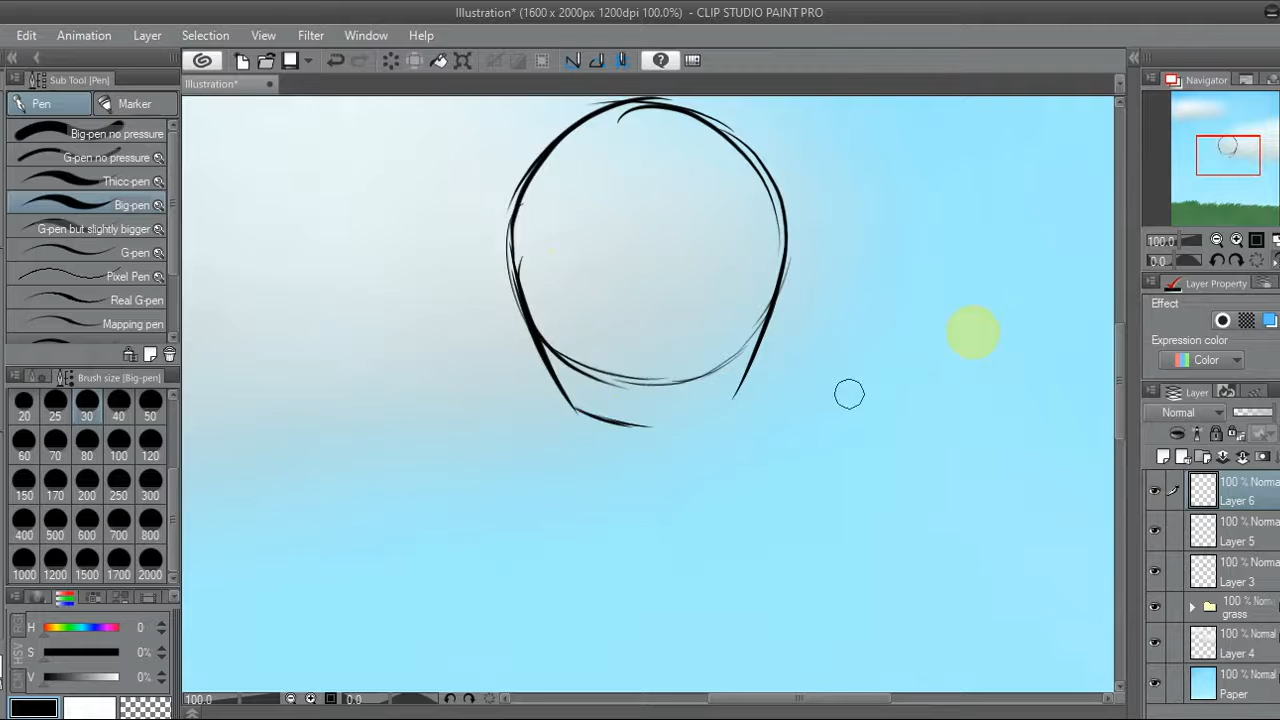 Illustration* (1600 x 2000px 1200dpi 100.0%) - CLIP STUDIO PAINT PRO
Edit Animation Layer Selection View Filter Window Help
Illustration*
Sub Tool [Pen]
Pen Marker
Big-pen no pressure
G-pen no pressure
Thicc-pen
Big-pen
G-pen but slightly bigger
G-pen
Pixel Pen
Real G-pen
Mapping pen
Brush size [Big-pen]
20 25 30 40 50
60 70 80 100 120
150 170 200 250 300
400 500 600 700 800
1000 1200 1500 1700 2000
H 0
S 0%
V 0%
HSV
100.0 0.0
Navigator
100.0
0.0
Layer Property
Effect
Expression color
Color
Layer
Normal
100 % Norma
Layer 6
100 % Norma
Layer 5
100 % Norma
Layer 3
100 % Norm
grass
100 % Normal
Layer 4
100 % Normal
Paper